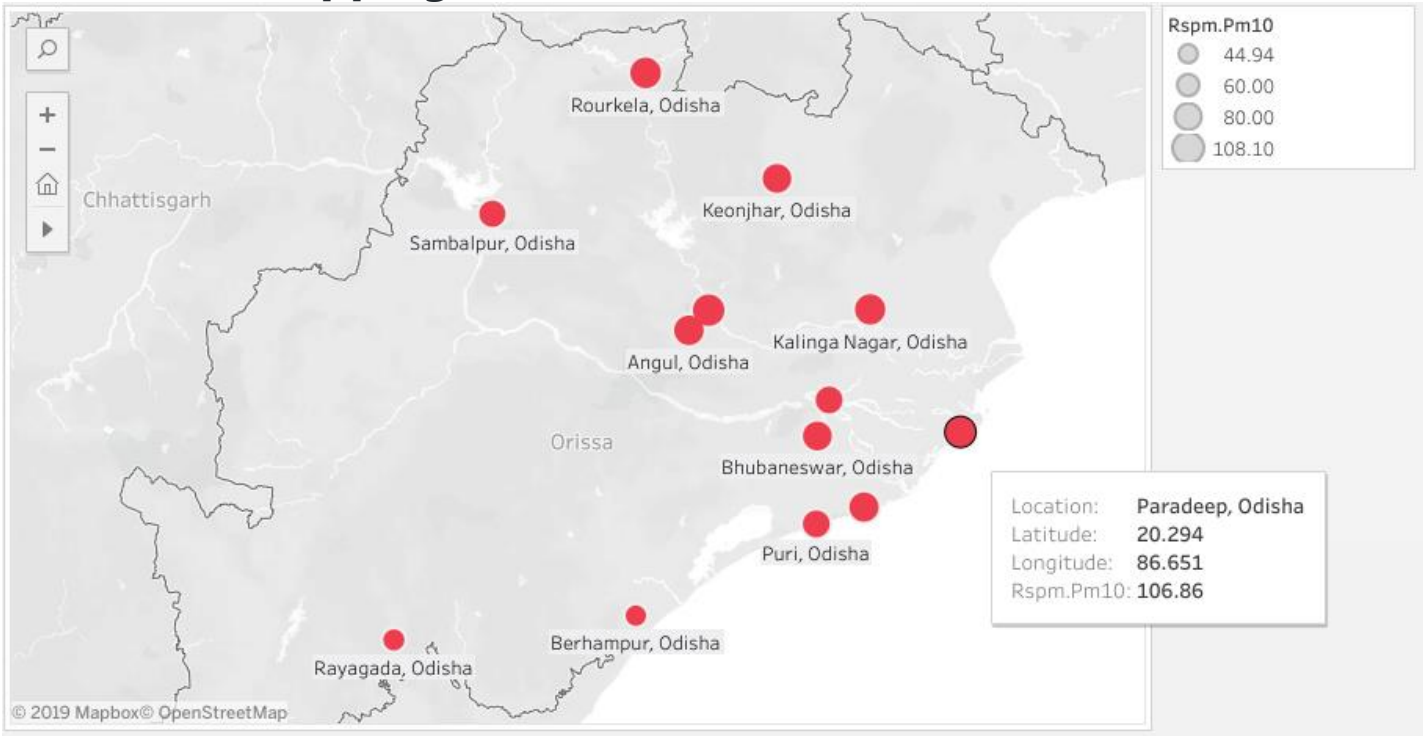 Rspm.Pm10
44.94
60.00
80.00
108.10
Rourkela, Odisha
Keonjhar, Odisha
Chhattisgarh
Sambalpur, Odisha
Kalinga Nagar, Odisha
Angul, Odisha
Orissa
Bhubaneswar, Odisha
Puri, Odisha
Location: Paradeep, Odisha
Latitude: 20.294
Longitude: 86.651
Rspm.Pm10: 106.86
Berhampur, Odisha
Rayagada, Odisha
© 2019 Mapbox© OpenStreetMap